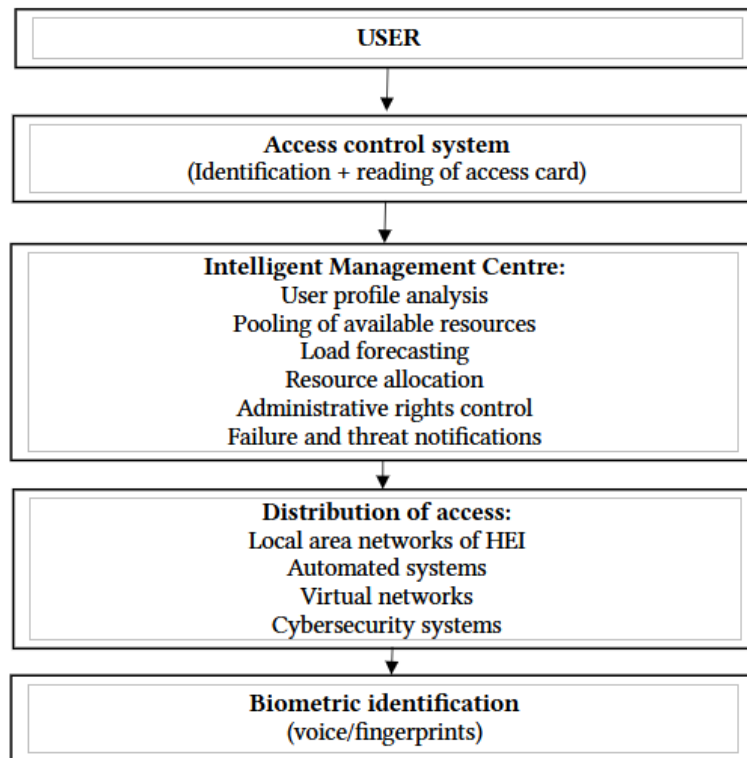 USER
Access control system
(Identification + reading of access card)
Intelligent Management Centre:
User profile analysis
Pooling of available resources
Load forecasting
Resource allocation
Administrative rights control
Failure and threat notifications
Distribution of access:
Local area networks of HEI
Automated systems
Virtual networks
Cybersecurity systems
Biometric identification
(voice/fingerprints)